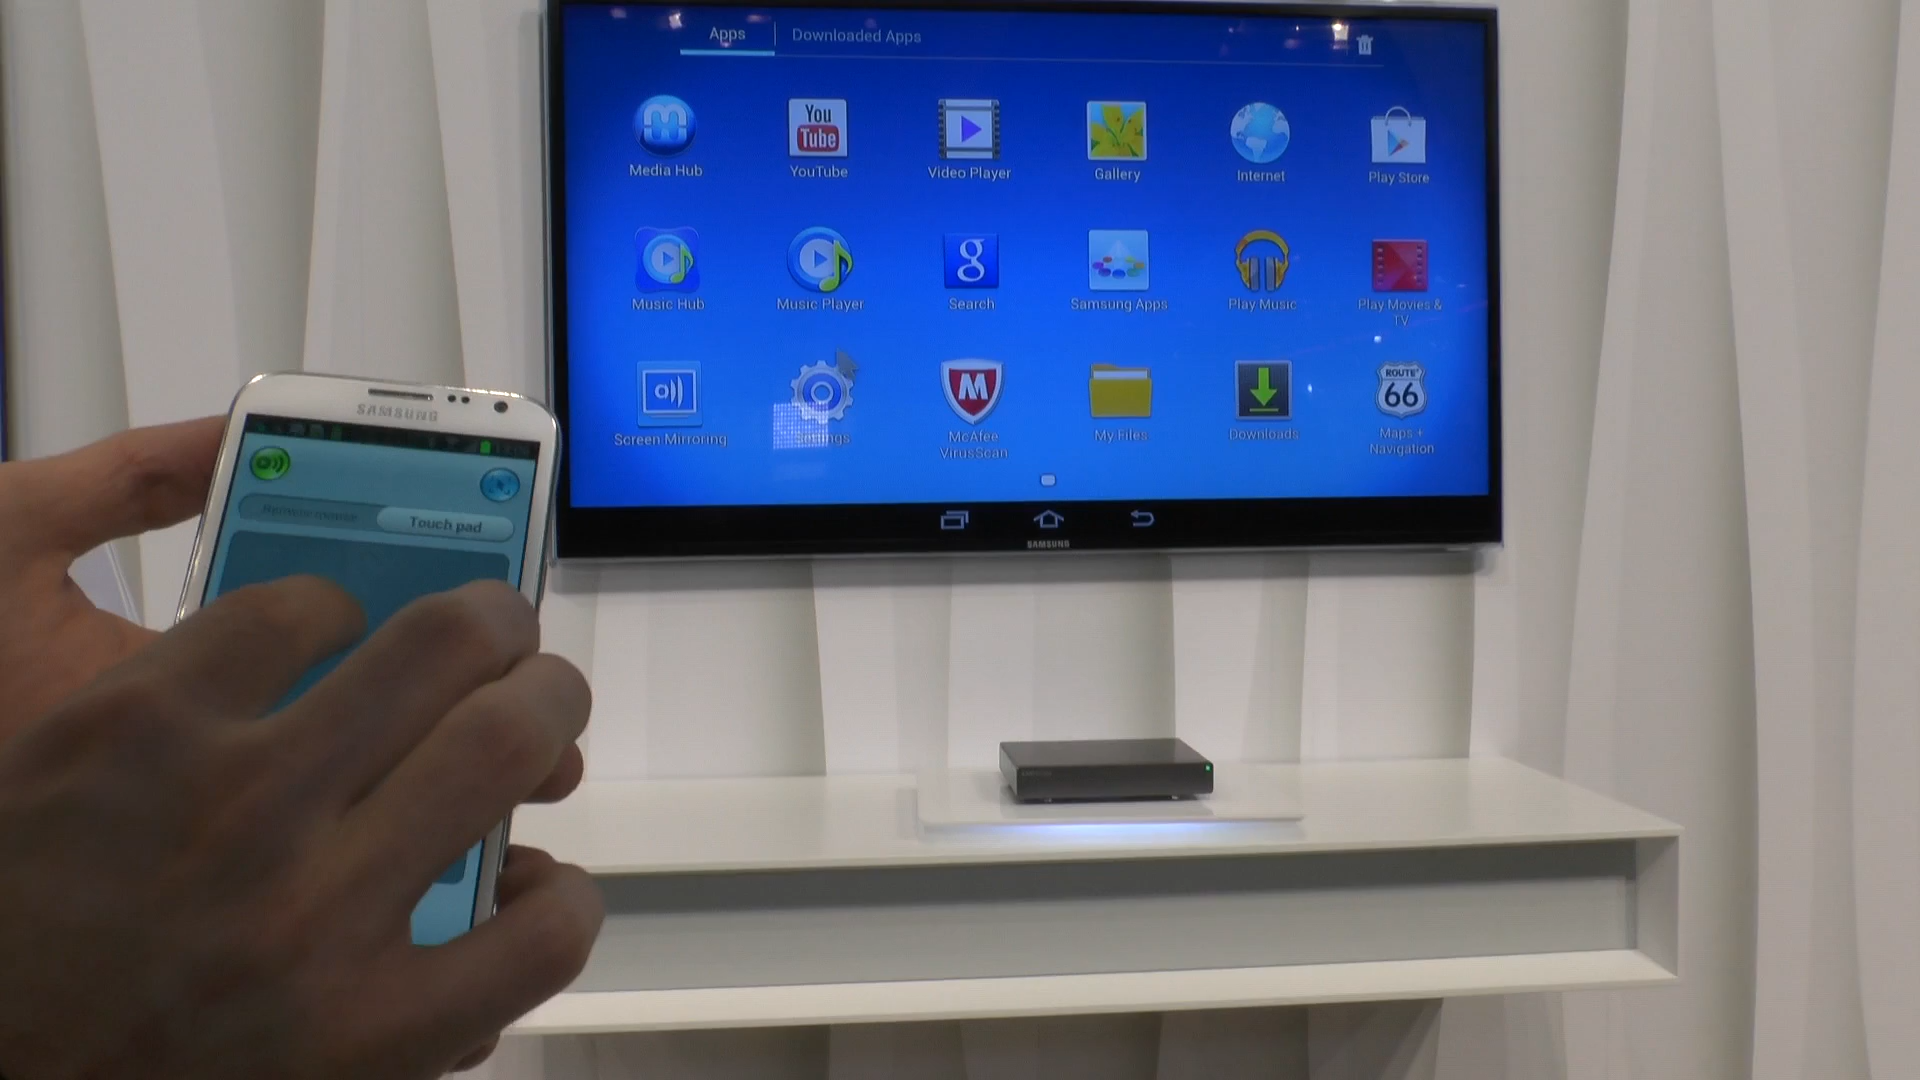 Apps
Downloaded Apps
You
Tube
Media Hub
YouTube
Video Player
Gallery
Internet
Play Store
g
Music Hub
Music Player
Search
Samsung Apps
Play Music
Play Movies &
TV
M
ROUTE
66
Screen Mirroring
Settings
McAfee
VirusScan
My Files
Downloads
Maps +
Navigation
SAMSUNG
SAMSUNG
Touch pad